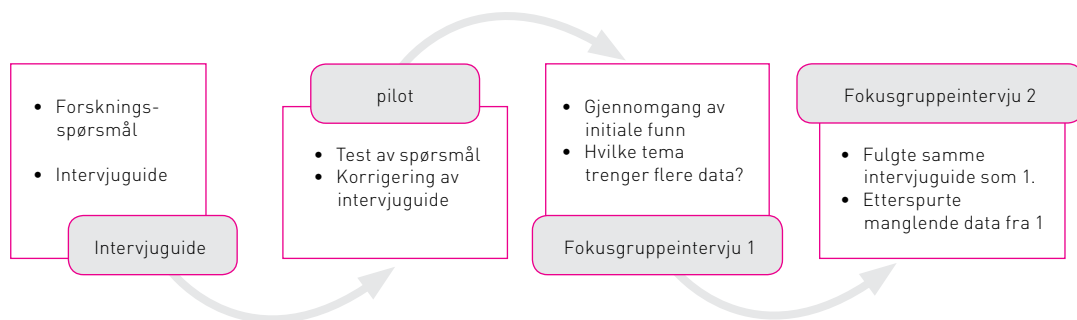 • Forsknings-
spørsmål
• Intervjuguide
Intervjuguide
pilot
• Test av spørsmål
• Korrigering av
intervjuguide
• Gjennomgang av
initiale funn
• Hvilke tema
trenger flere data?
Fokusgruppeintervju 1
Fokusgruppeintervju 2
• Fulgte samme
intervjuguide som 1.
• Etterspurte
manglende data fra 1